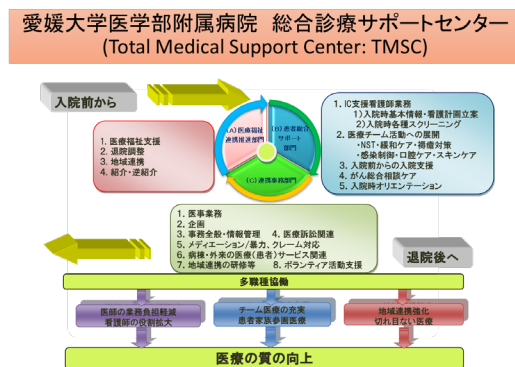 愛媛大学医学部附属病院　総合診療サポートセンター
(Total Medical Support Center: TMSC)
入院前から
(A)医療福祉
連携推進部門
(B)患者総合
サポート
部門
(C)連携事務部門
1. 医療福祉支援
2. 退院調整
3. 地域連携
4. 紹介・逆紹介
1. IC支援看護師業務
1)入院時基本情報・看護計画立案
2)入院時各種スクリーニング
2. 医療チーム活動への展開
・NST・緩和ケア・褥瘡対策
・感染制御・口腔ケア・スキンケア
3. 入院前からの入院支援
4. がん総合相談ケア
5. 入院時オリエンテーション
1. 医事業務
2. 企画
3. 事務全般・情報管理　4. 医療訴訟関連
5. メディエーション/暴力、クレーム対応
6. 病棟・外来の医療(患者)サービス関連
7. 地域連携の研修等　8. ボランティア活動支援
退院後へ
多職種協働
医師の業務負担軽減
看護師の役割拡大
チーム医療の充実
患者家族参画医療
地域連携強化
切れ目ない医療
医療の質の向上